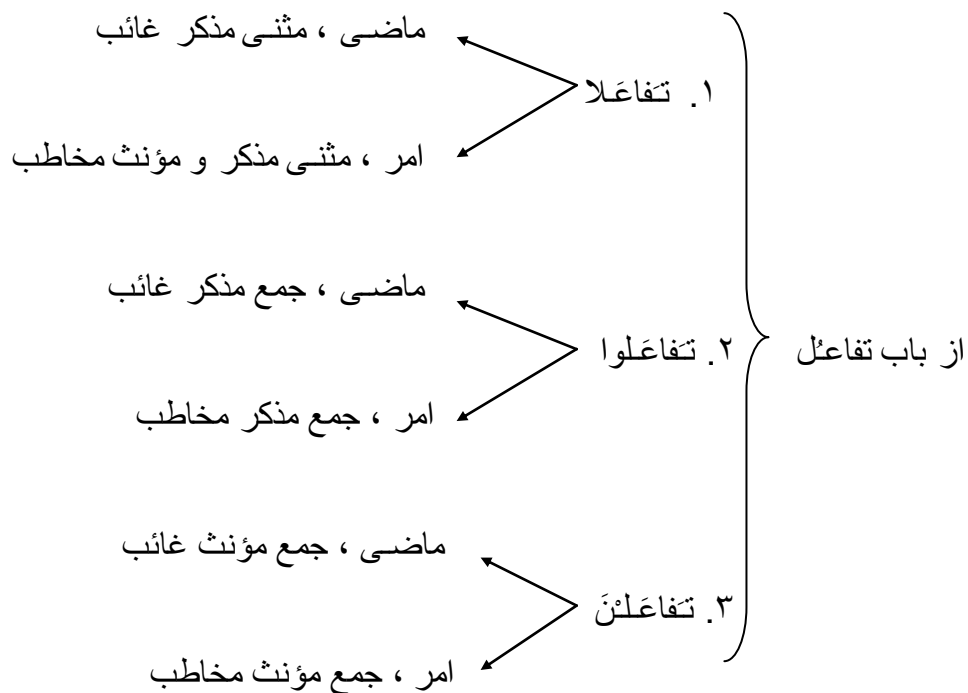 از باب تفاعُل
۱. تَفاعَلا
ماضی ، مثنی مذکر غائب
امر ، مثنی مذکر و مؤنث مخاطب
۲. تَفاعَلوا
ماضی ، جمع مذکر غائب
امر ، جمع مذکر مخاطب
۳. تَفاعَلْنَ
ماضی ، جمع مؤنث غائب
امر ، جمع مؤنث مخاطب